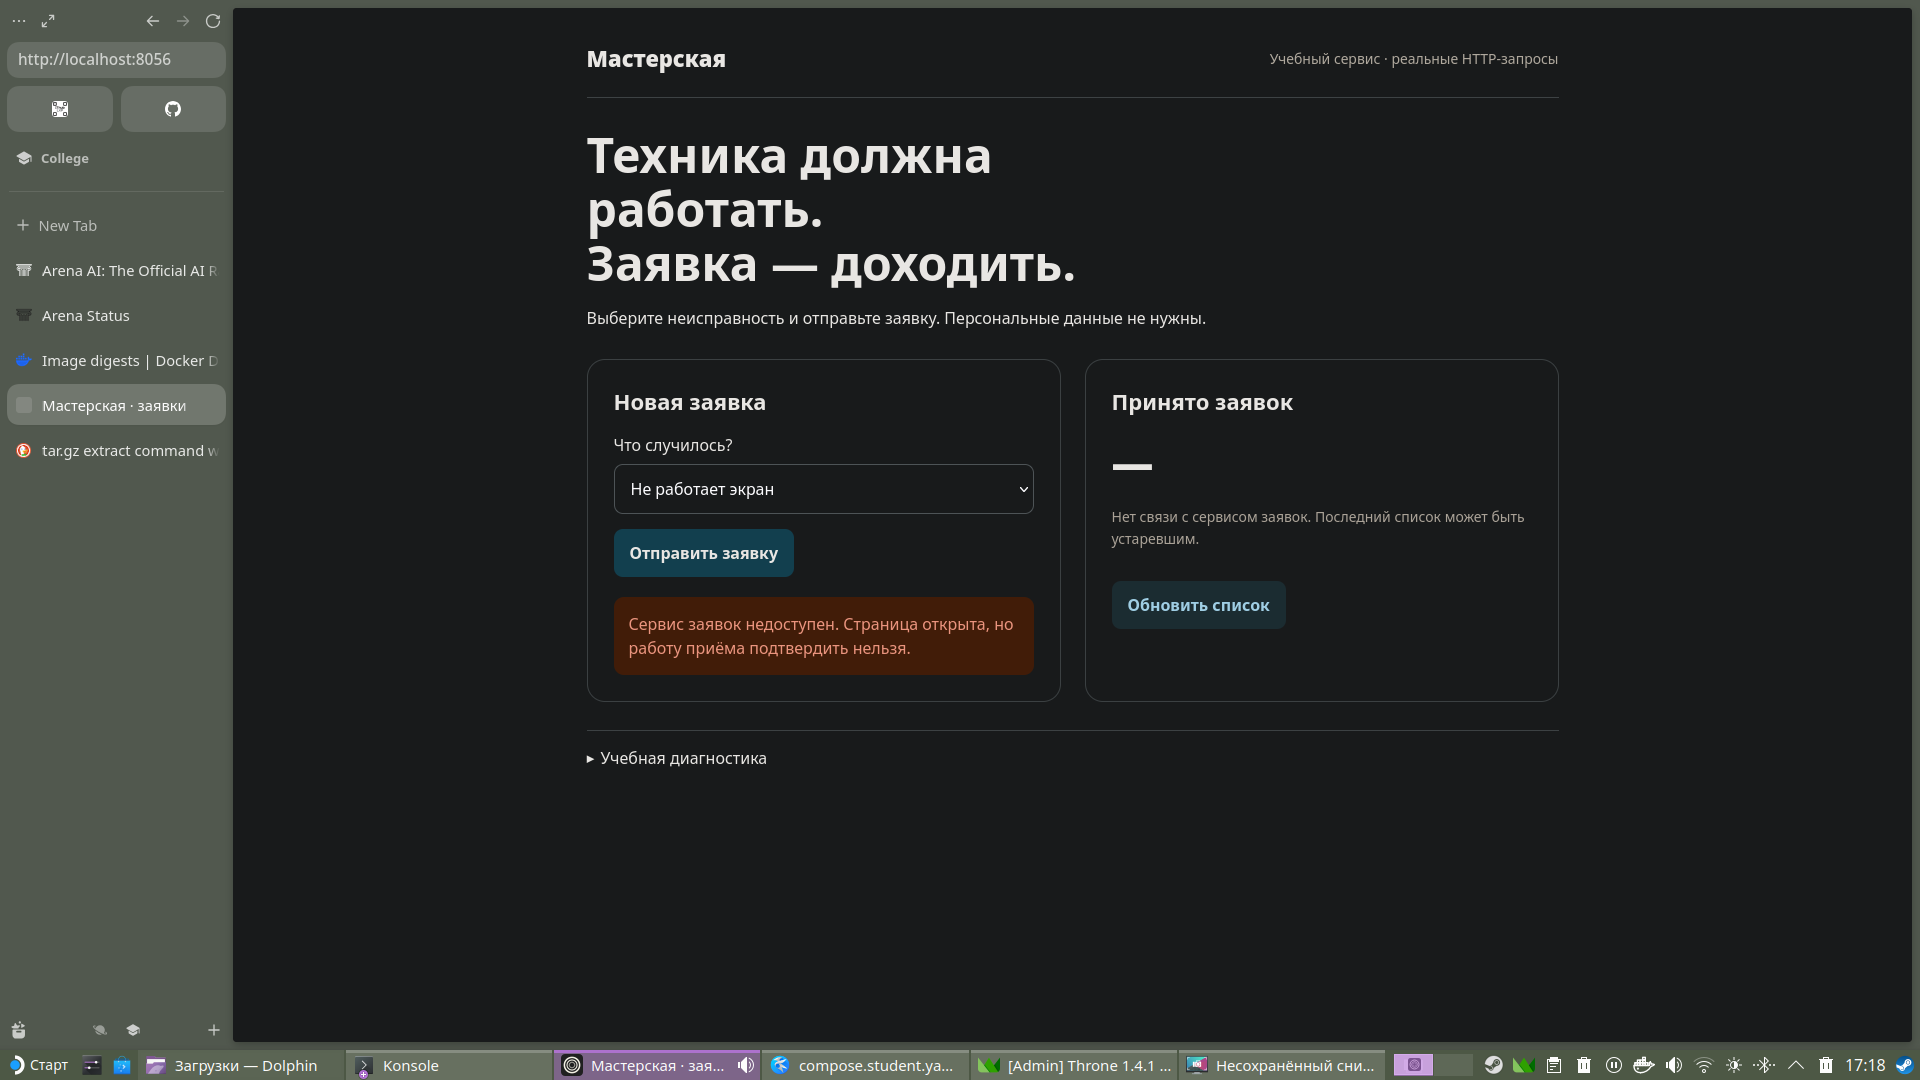 http://localhost:8056
College
New Tab
Arena AI: The Official AI R
Arena Status
Image digests | Docker D
Мастерская · заявки
tar.gz extract command w
Мастерская
Учебный сервис · реальные HTTP-запросы
Техника должна
работать.
Заявка — доходить.
Выберите неисправность и отправьте заявку. Персональные данные не нужны.
Новая заявка
Что случилось?
Не работает экран
Отправить заявку
Сервис заявок недоступен. Страница открыта, но
работу приёма подтвердить нельзя.
Принято заявок
—
Нет связи с сервисом заявок. Последний список может быть
устаревшим.
Обновить список
Учебная диагностика
Старт
Загрузки — Dolphin
Konsole
Мастерская · зая...
compose.student.ya...
[Admin] Throne 1.4.1 ...
Несохранённый сни...
17:18